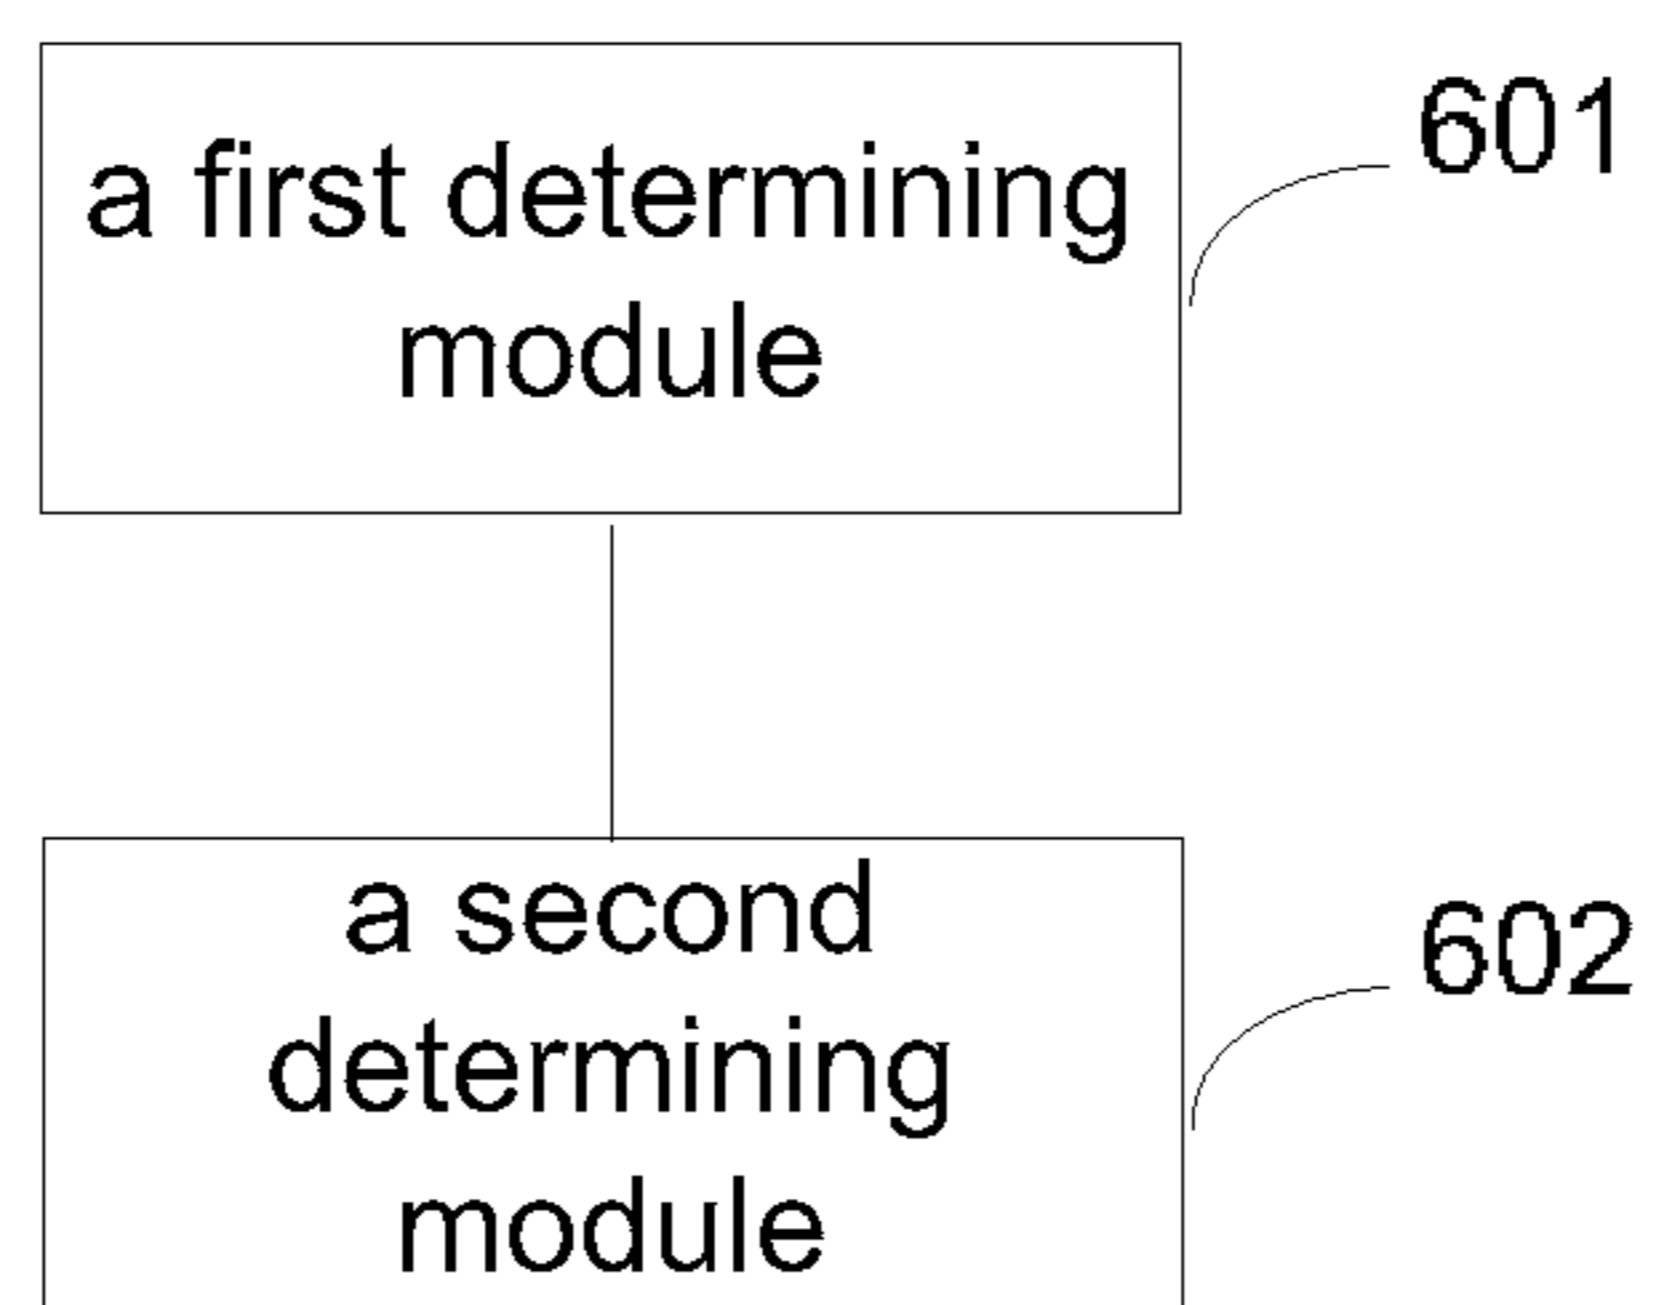 a first determining
module
601
a second
determining
module
602